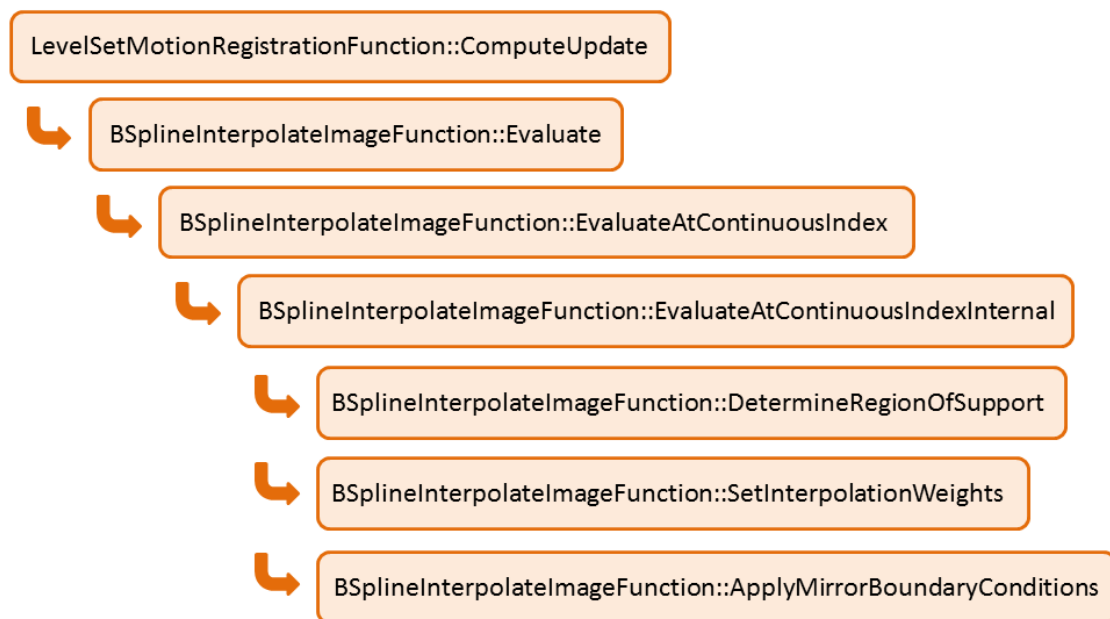 LevelSetMotionRegistrationFunction::ComputeUpdate
BSplineInterpolateImageFunction::Evaluate
BSplineInterpolateImageFunction::EvaluateAtContinuousIndex
BSplineInterpolateImageFunction::EvaluateAtContinuousIndexInternal
BSplineInterpolateImageFunction::DetermineRegionOfSupport
BSplineInterpolateImageFunction::SetInterpolationWeights
BSplineInterpolateImageFunction::ApplyMirrorBoundaryConditions